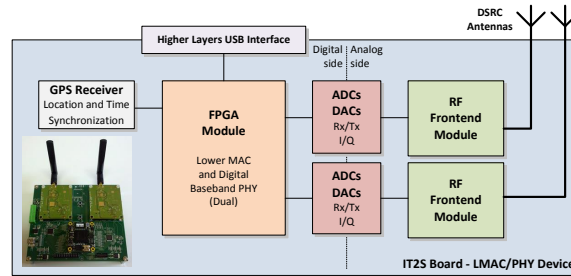 DSRC
Antennas
Higher Layers USB Interface
Digital
side
Analog
side
GPS Receiver
Location and Time
Synchronization
FPGA
Module
Lower MAC
and Digital
Baseband PHY
(Dual)
ADCs
DACs
Rx/Tx
I/Q
RF
Frontend
Module
ADCs
DACs
Rx/Tx
I/Q
RF
Frontend
Module
IT2S Board - LMAC/PHY Device